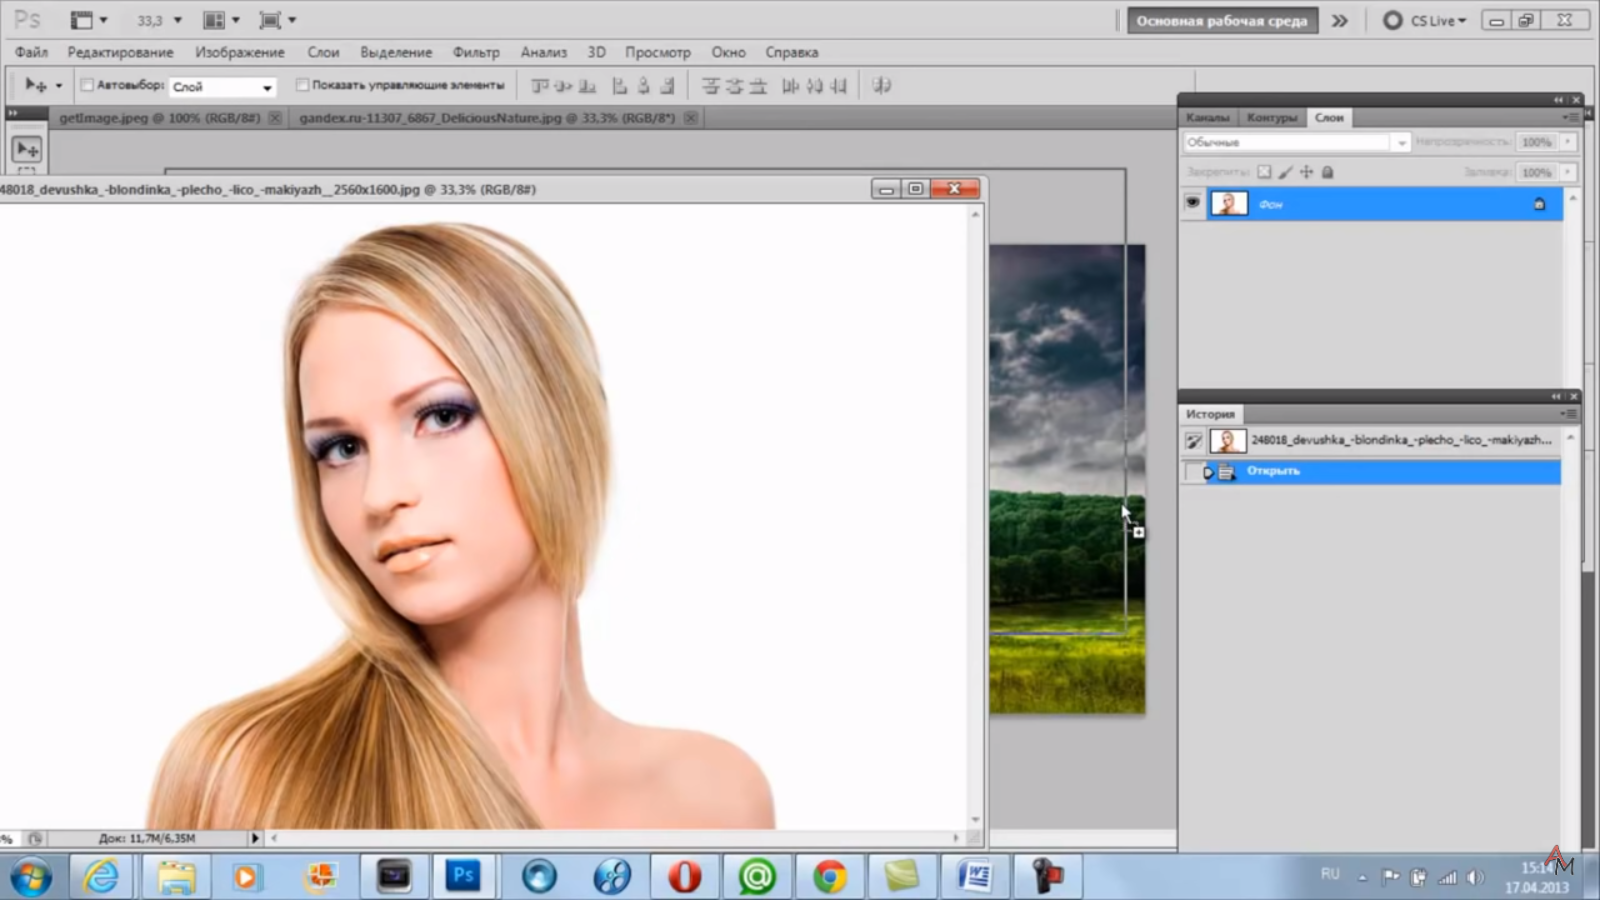 Ps 33,3 Основная рабочая среда CS Live
Файл Редактирование Изображение Слои Выделение Фильтр Анализ 3D Просмотр Окно Справка
Автовыбор: Слой Показать управляющие элементы
getImage.jpeg @ 100% (RGB/8#) gandex.ru-11307_6867_DeliciousNature.jpg @ 33,3% (RGB/8*)
Каналы Контуры Слои
Обычные Непрозрачность: 100%
Закрепить: Заливка: 100%
48018_devushka_-blondinka_-plecho_-lico_-makiyazh__2560x1600.jpg @ 33,3% (RGB/8#)
Фон
История
248018_devushka_-blondinka_-plecho_-lico_-makiyazh...
Открыть
% Док: 11,7M/6,35M
Ps
W
RU 15:14
17.04.2013
AM